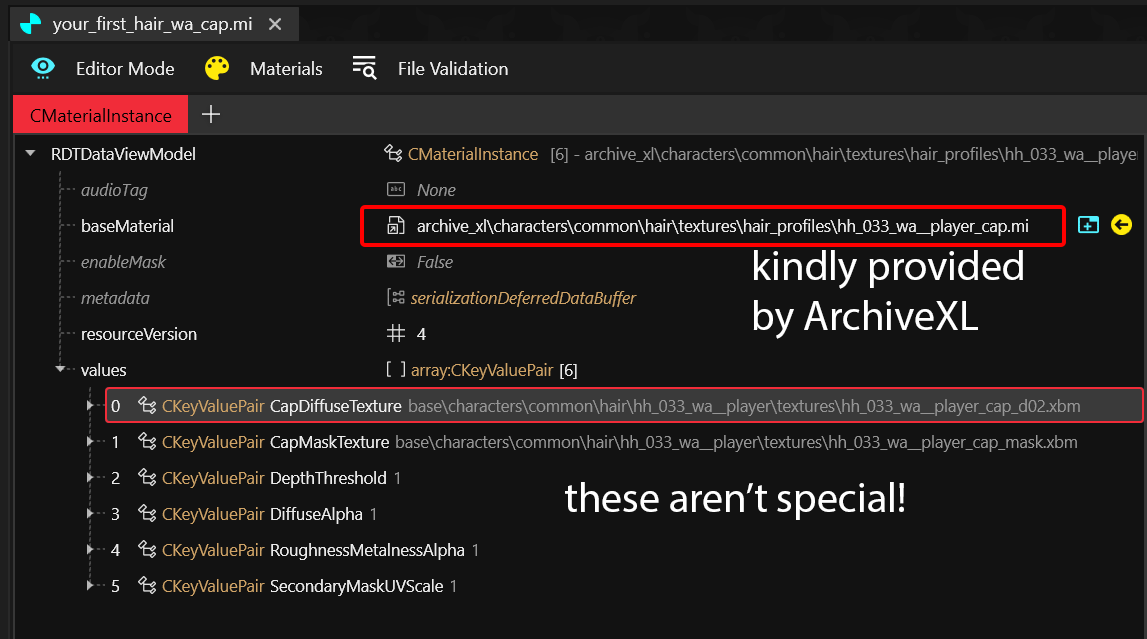 your_first_hair_wa_cap.mi
Editor Mode Materials File Validation
CMaterialInstance
RDTDataViewModel CMaterialInstance [6] - archive_xl\characters\common\hair\textures\hair_profiles\hh_033_wa__playe
audioTag abc None
baseMaterial archive_xl\characters\common\hair\textures\hair_profiles\hh_033_wa__player_cap.mi
enableMask False
metadata serializationDeferredDataBuffer
resourceVersion 4
kindly provided
by ArchiveXL
values [ ] array:CKeyValuePair [6]
0 CKeyValuePair CapDiffuseTexture base\characters\common\hair\hh_033_wa__player\textures\hh_033_wa__player_cap_d02.xbm
1 CKeyValuePair CapMaskTexture base\characters\common\hair\hh_033_wa__player\textures\hh_033_wa__player_cap_mask.xbm
2 CKeyValuePair DepthThreshold 1
these aren’t special!
3 CKeyValuePair DiffuseAlpha 1
4 CKeyValuePair RoughnessMetalnessAlpha 1
5 CKeyValuePair SecondaryMaskUVScale 1